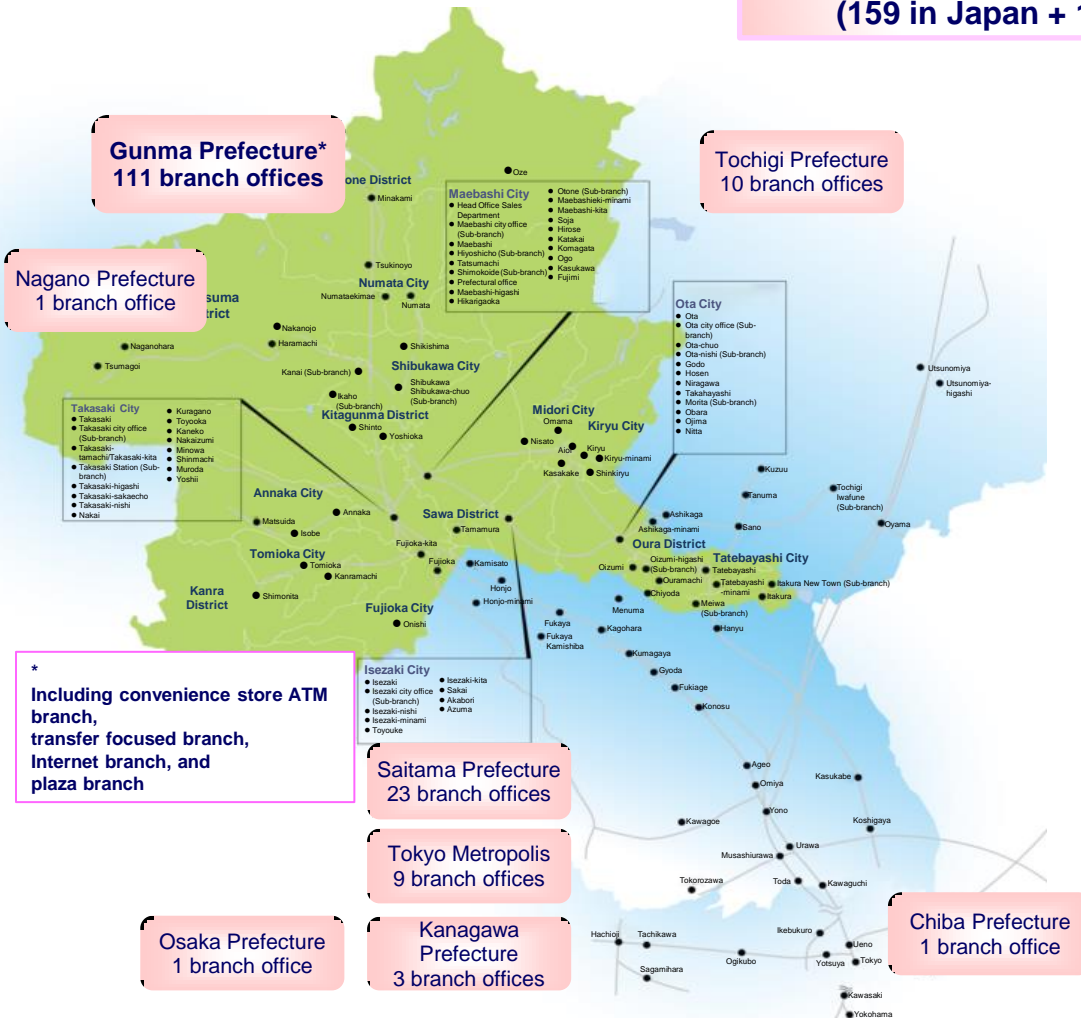 (159 in Japan + 1
Gunma Prefecture*
111 branch offices
Tochigi Prefecture
10 branch offices
Nagano Prefecture
1 branch office
one District
Minakami
Oze
Tsukinoyo
Numata City
Numataekimae
Numata
suma
trict
Nakanojo
Haramachi
Naganohara
Tsumagoi
Shikishima
Shibukawa City
Kanai (Sub-branch)
Shibukawa
Shibukawa-chuo
(Sub-branch)
Ikaho
(Sub-branch)
Kitagunma District
Shinto
Yoshioka
Maebashi City
Head Office Sales
Department
Maebashi city office
(Sub-branch)
Maebashi
Hiyoshicho (Sub-branch)
Tatsumachi
Shimokoide(Sub-branch)
Prefectural office
Maebashi-higashi
Hikarigaoka
Otone (Sub-branch)
Maebashieki-minami
Maebashi-kita
Soja
Hirose
Katakai
Komagata
Ogo
Kasukawa
Fujimi
Ota City
Ota
Ota city office (Sub-
branch)
Ota-chuo
Ota-nishi (Sub-branch)
Godo
Hosen
Niragawa
Takahayashi
Morita (Sub-branch)
Obara
Ojima
Nitta
Utsunomiya
Utsunomiya-
higashi
Takasaki City
Takasaki
Takasaki city office
(Sub-branch)
Takasaki-
tamachi/Takasaki-kita
Takasaki Station (Sub-
branch)
Takasaki-higashi
Takasaki-sakaecho
Takasaki-nishi
Nakai
Kuragano
Toyooka
Kaneko
Nakaizumi
Minowa
Shinmachi
Muroda
Yoshii
Midori City
Omama
Kiryu City
Nisato
Aioi
Kiryu
Kiryu-minami
Kasakake
Shinkiryu
Kuzuu
Tanuma
Tochigi
Iwafune
(Sub-branch)
Ashikaga
Ashikaga-minami
Sano
Oyama
Annaka City
Annaka
Matsuida
Isobe
Sawa District
Tamamura
Tomioka City
Tomioka
Kanramachi
Fujioka-kita
Fujioka
Kamisato
Honjo
Honjo-minami
Kanra
District
Shimonita
Fujioka City
Onishi
Oura District
Oizumi
Oizumi-higashi
(Sub-branch)
Ouramachi
Chiyoda
Tatebayashi City
Tatebayashi
Tatebayashi
-minami
Itakura New Town (Sub-branch)
Itakura
Meiwa
(Sub-branch)
Menuma
Hanyu
Fukaya
Fukaya
Kamishiba
Kagohara
Kumagaya
Gyoda
Fukiage
Konosu
*
Including convenience store ATM
branch,
transfer focused branch,
Internet branch, and
plaza branch
Isezaki City
Isezaki
Isezaki city office
(Sub-branch)
Isezaki-nishi
Isezaki-minami
Toyouke
Isezaki-kita
Sakai
Akabori
Azuma
Saitama Prefecture
23 branch offices
Ageo
Omiya
Kasukabe
Yono
Kawagoe
Koshigaya
Urawa
Musashiurawa
Tokyo Metropolis
9 branch offices
Tokorozawa
Toda
Kawaguchi
Osaka Prefecture
1 branch office
Kanagawa
Prefecture
3 branch offices
Chiba Prefecture
1 branch office
Hachioji
Tachikawa
Ikebukuro
Ueno
Ogikubo
Yotsuya
Tokyo
Sagamihara
Kawasaki
Yokohama